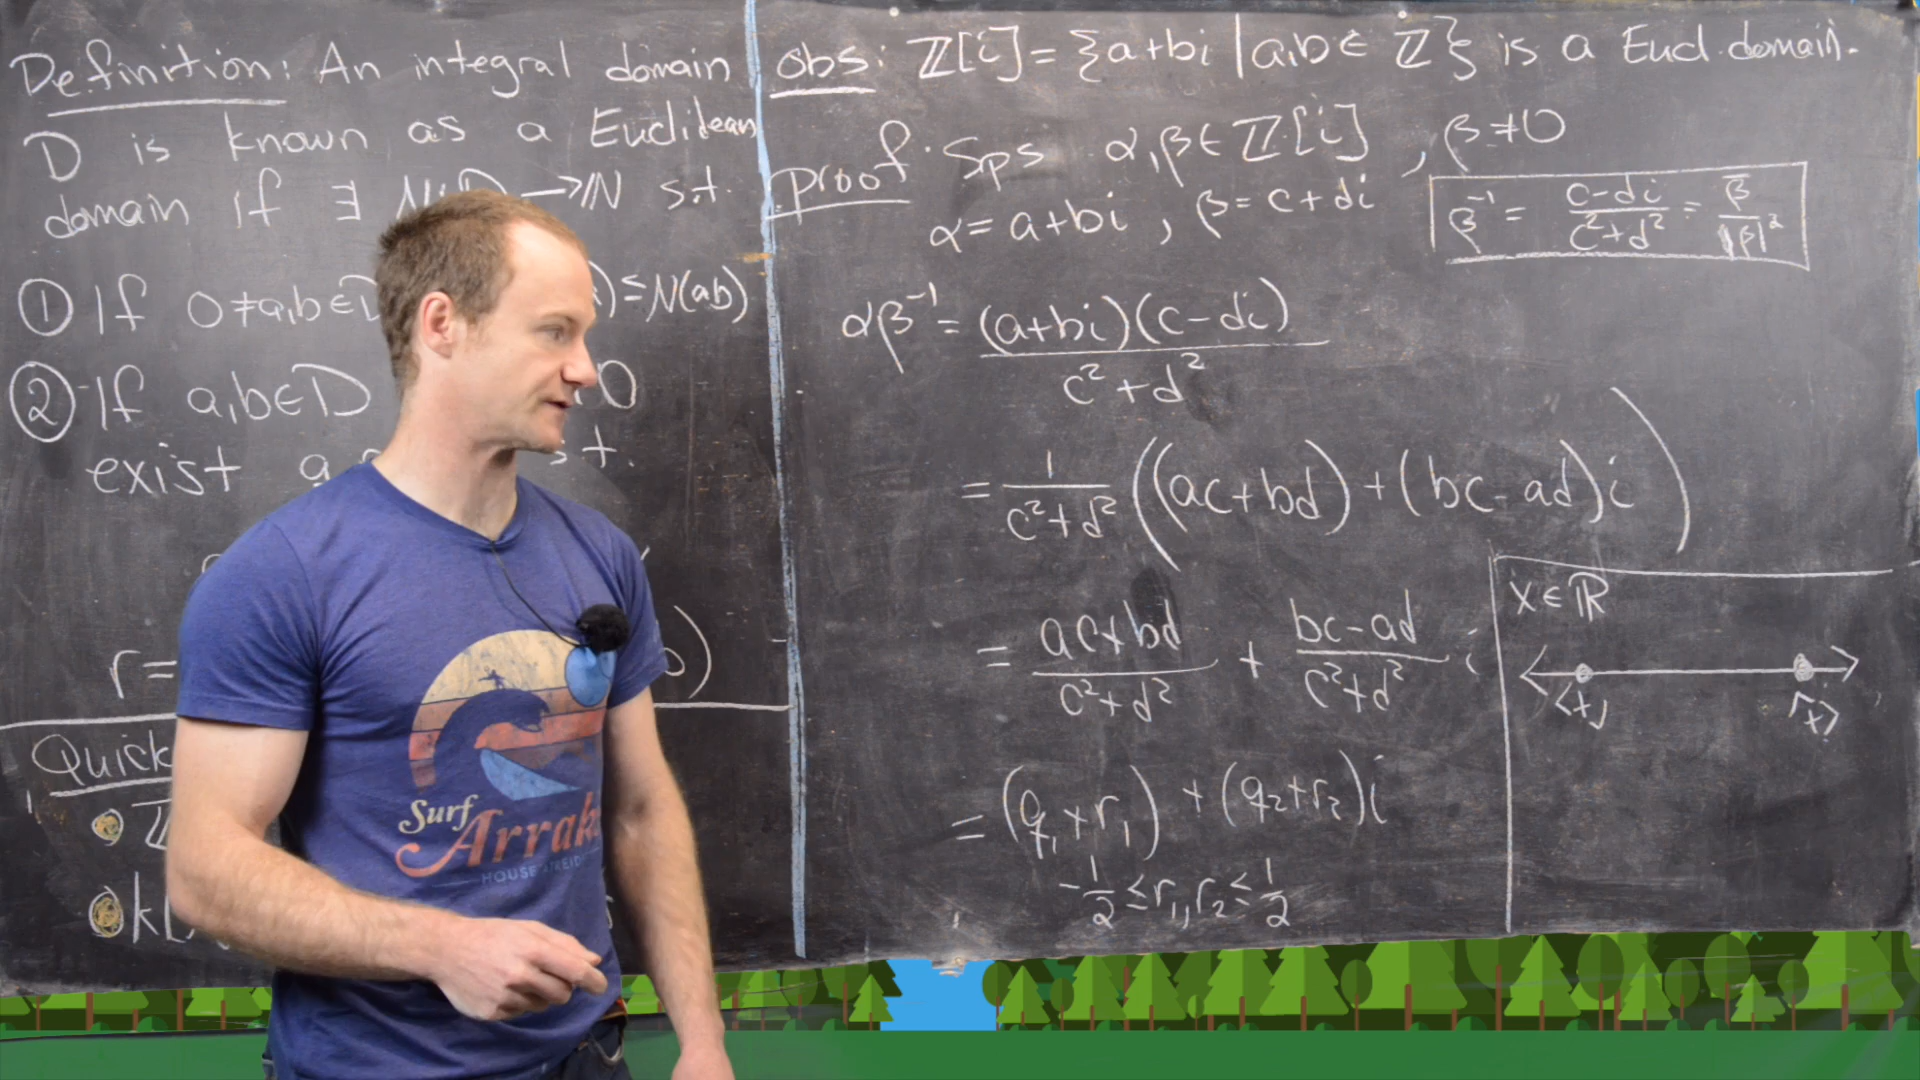 Definition: An integral domain
D is known as a Euclidean
domain if ∃ N: D → ℕ s.t.
① If 0≠a,b∈D ) ≤ N(ab)
② If a,b∈D 0
exist s.t.
r= )
Quick
k[
obs: ℤ[i] = {a+bi | a,b ∈ ℤ} is a Eucl. domain.
proof. Sps α,β ∈ ℤ[i], β≠0
α = a+bi, β = c+di
β⁻¹ = (c-di)/(c²+d²) = β̄/|β|²
αβ⁻¹ = (a+bi)(c-di)/(c²+d²)
= 1/(c²+d²) ((ac+bd)+(bc-ad)i)
= (ac+bd)/(c²+d²) + (bc-ad)/(c²+d²) i
= (q₁+r₁) + (q₂+r₂)i
-1/2 ≤ r₁,r₂ ≤ 1/2
x∈ℝ
Surf
Arrak
HOUSE